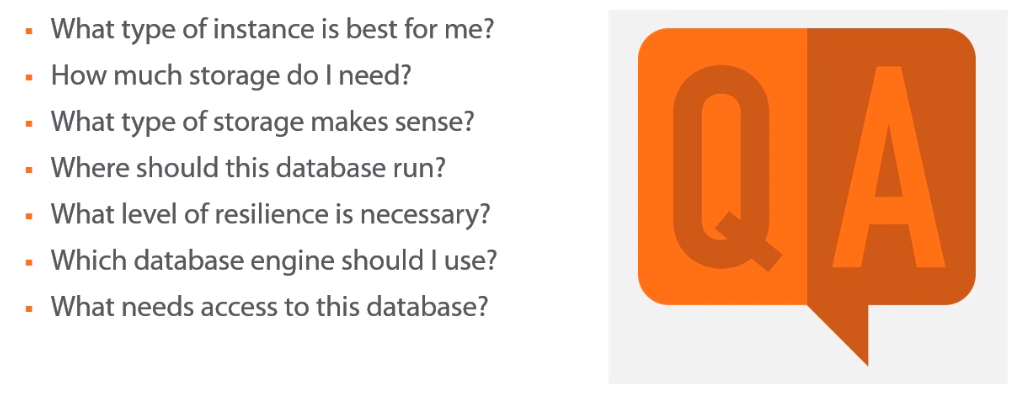 What type of instance is best for me?
How much storage do I need?
What type of storage makes sense?
Where should this database run?
What level of resilience is necessary?
Which database engine should I use?
What needs access to this database?
QA